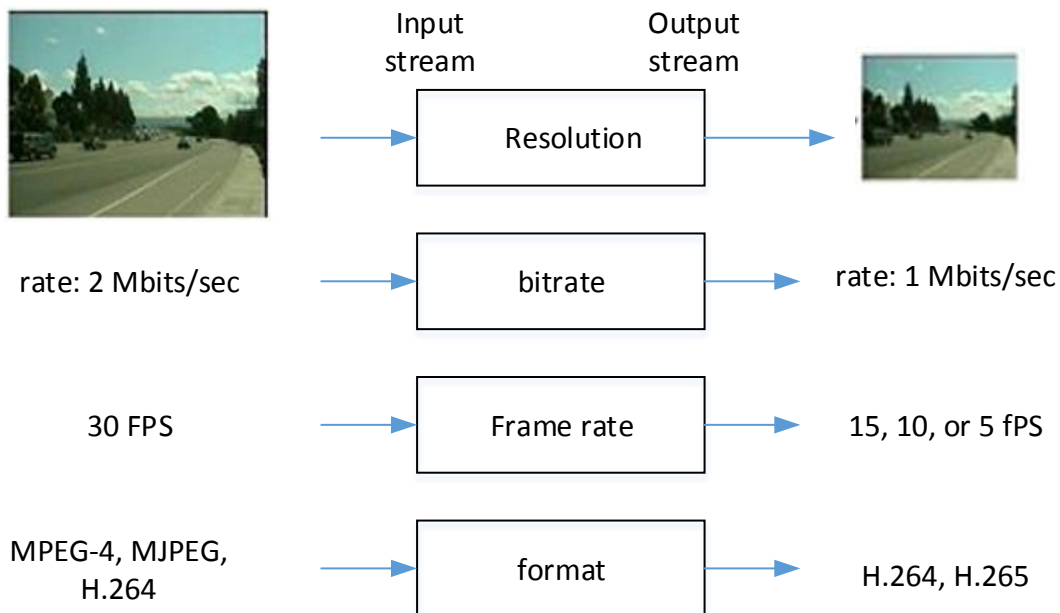 Input
stream
Output
stream
Resolution
rate: 2 Mbits/sec
bitrate
rate: 1 Mbits/sec
30 FPS
Frame rate
15, 10, or 5 fPS
MPEG-4, MJPEG,
H.264
format
H.264, H.265